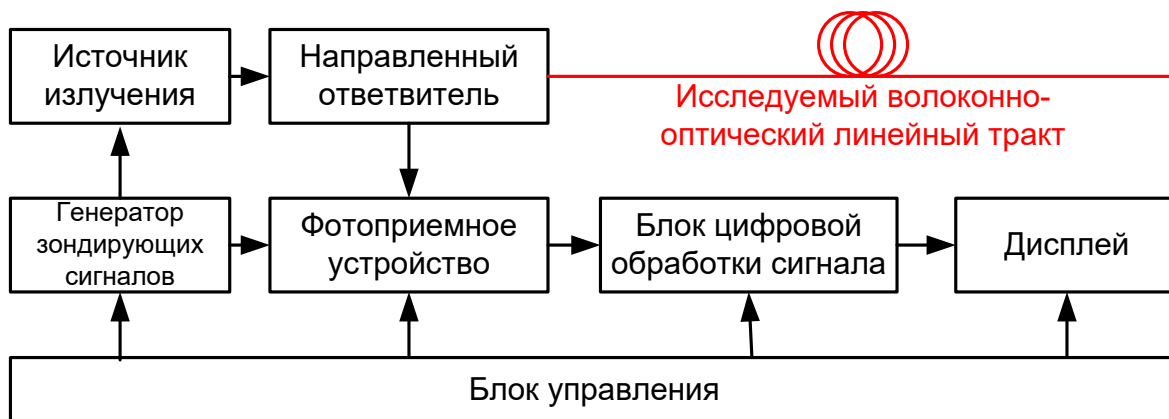 Источник
излучения
Направленный
ответвитель
Исследуемый волоконно-
оптический линейный тракт
Генератор
зондирующих
сигналов
Фотоприемное
устройство
Блок цифровой
обработки сигнала
Дисплей
Блок управления